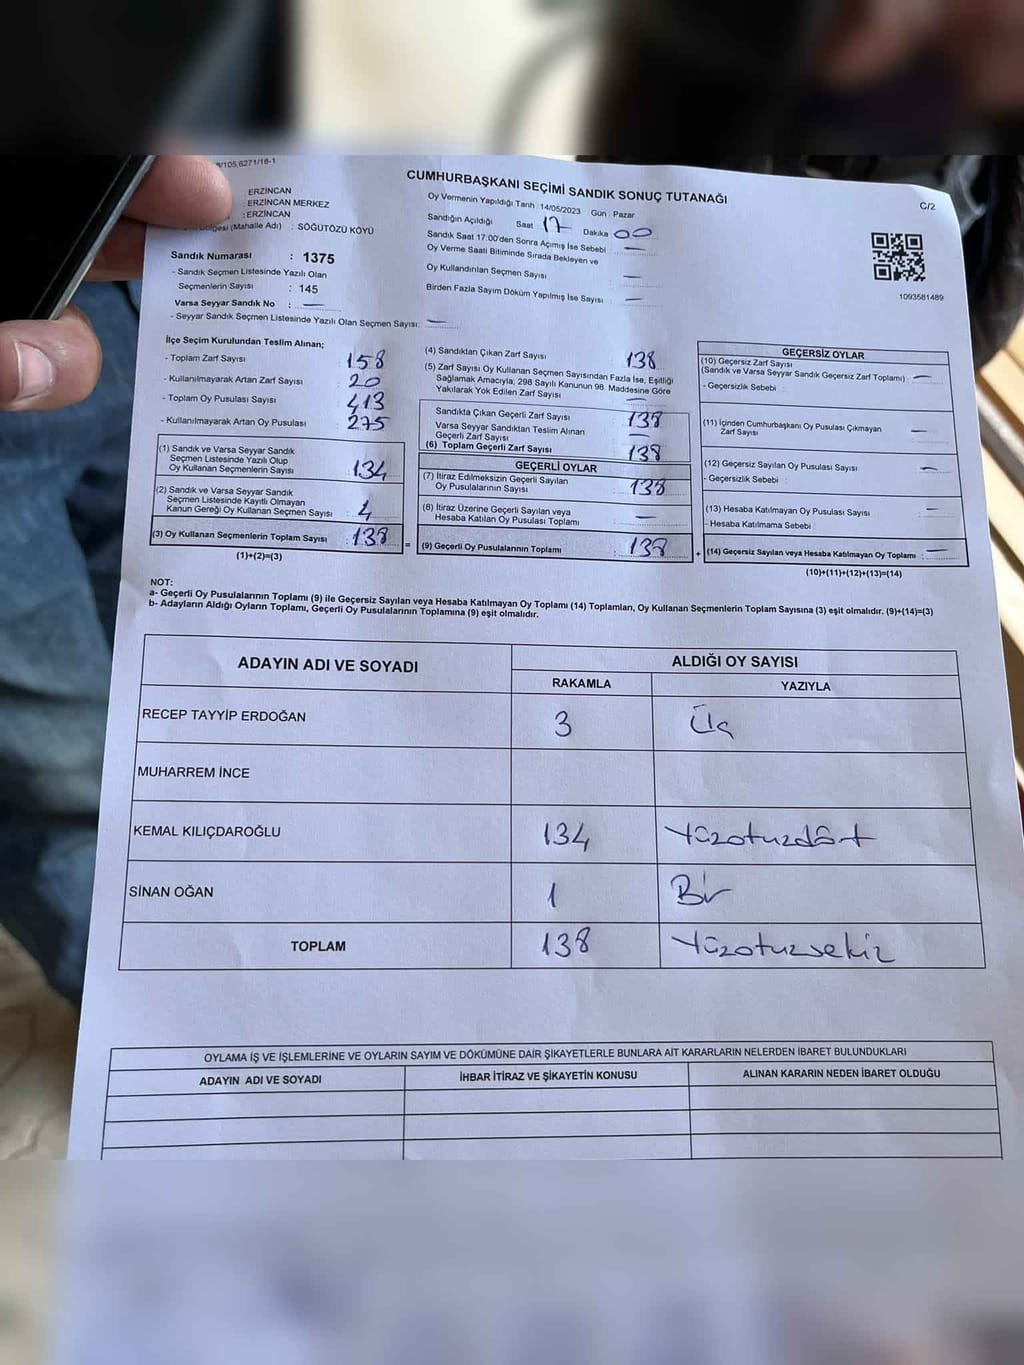 /105.6271/16-1
CUMHURBAŞKANI SEÇİMİ SANDIK SONUÇ TUTANAĞI
C/2
ERZİNCAN
: ERZİNCAN MERKEZ
: ERZİNCAN
(Mahalle Adı) : SÖĞÜTÖZÜ KÖYÜ
Sandık Numarası : 1375
- Sandık Seçmen Listesinde Yazılı Olan
Seçmenlerin Sayısı : 145
Varsa Seyyar Sandık No : —
- Seyyar Sandık Seçmen Listesinde Yazılı Olan Seçmen Sayısı: —
Oy Vermenin Yapıldığı Tarih : 14/05/2023 Gün : Pazar
Sandığın Açıldığı Saat 17 Dakika 00
Sandık Saat 17:00'den Sonra Açılmış İse Sebebi —
Oy Verme Saati Bitiminde Sırada Bekleyen ve
Oy Kullandırılan Seçmen Sayısı —
Birden Fazla Sayım Döküm Yapılmış İse Sayısı —
1093581489
İlçe Seçim Kurulundan Teslim Alınan;
- Toplam Zarf Sayısı 158
- Kullanılmayarak Artan Zarf Sayısı 20
- Toplam Oy Pusulası Sayısı 413
- Kullanılmayarak Artan Oy Pusulası 275
(1) Sandık ve Varsa Seyyar Sandık
Seçmen Listesinde Yazılı Olup
Oy Kullanan Seçmenlerin Sayısı 134
(2) Sandık ve Varsa Seyyar Sandık
Seçmen Listesinde Kayıtlı Olmayan
Kanun Gereği Oy Kullanan Seçmen Sayısı 4
(3) Oy Kullanan Seçmenlerin Toplam Sayısı : 138 =
(1)+(2)=(3)
(4) Sandıktan Çıkan Zarf Sayısı 138
(5) Zarf Sayısı Oy Kullanan Seçmen Sayısından Fazla İse, Eşitliği
Sağlamak Amacıyla; 298 Sayılı Kanunun 98. Maddesine Göre
Yakılarak Yok Edilen Zarf Sayısı —
Sandıkta Çıkan Geçerli Zarf Sayısı 138
Varsa Seyyar Sandıktan Teslim Alınan
Geçerli Zarf Sayısı —
(6) Toplam Geçerli Zarf Sayısı 138
GEÇERLİ OYLAR
(7) İtiraz Edilmeksizin Geçerli Sayılan
Oy Pusulalarının Sayısı 138
(8) İtiraz Üzerine Geçerli Sayılan veya
Hesaba Katılan Oy Pusulası Toplamı —
(9) Geçerli Oy Pusulalarının Toplamı 138 +
GEÇERSİZ OYLAR
(10) Geçersiz Zarf Sayısı
(Sandık ve Varsa Seyyar Sandık Geçersiz Zarf Toplamı) : —
- Geçersizlik Sebebi :
(11) İçinden Cumhurbaşkanı Oy Pusulası Çıkmayan
Zarf Sayısı —
(12) Geçersiz Sayılan Oy Pusulası Sayısı —
- Geçersizlik Sebebi :
(13) Hesaba Katılmayan Oy Pusulası Sayısı —
- Hesaba Katılmama Sebebi :
(14) Geçersiz Sayılan veya Hesaba Katılmayan Oy Toplamı : —
(10)+(11)+(12)+(13)=(14)
NOT:
a- Geçerli Oy Pusulalarının Toplamı (9) ile Geçersiz Sayılan veya Hesaba Katılmayan Oy Toplamı (14) Toplamları, Oy Kullanan Seçmenlerin Toplam Sayısına (3) eşit olmalıdır. (9)+(14)=(3)
b- Adayların Aldığı Oyların Toplamı, Geçerli Oy Pusulalarının Toplamına (9) eşit olmalıdır.
ADAYIN ADI VE SOYADI ALDIĞI OY SAYISI
RAKAMLA YAZIYLA
RECEP TAYYİP ERDOĞAN 3 Üç
MUHARREM İNCE
KEMAL KILIÇDAROĞLU 134 Yüzotuzdört
SİNAN OĞAN 1 Bir
TOPLAM 138 Yüzotuzsekiz
OYLAMA İŞ VE İŞLEMLERİNE VE OYLARIN SAYIM VE DÖKÜMÜNE DAİR ŞİKAYETLERLE BUNLARA AİT KARARLARIN NELERDEN İBARET BULUNDUKLARI
ADAYIN ADI VE SOYADI İHBAR İTİRAZ VE ŞİKAYETİN KONUSU ALINAN KARARIN NEDEN İBARET OLDUĞU